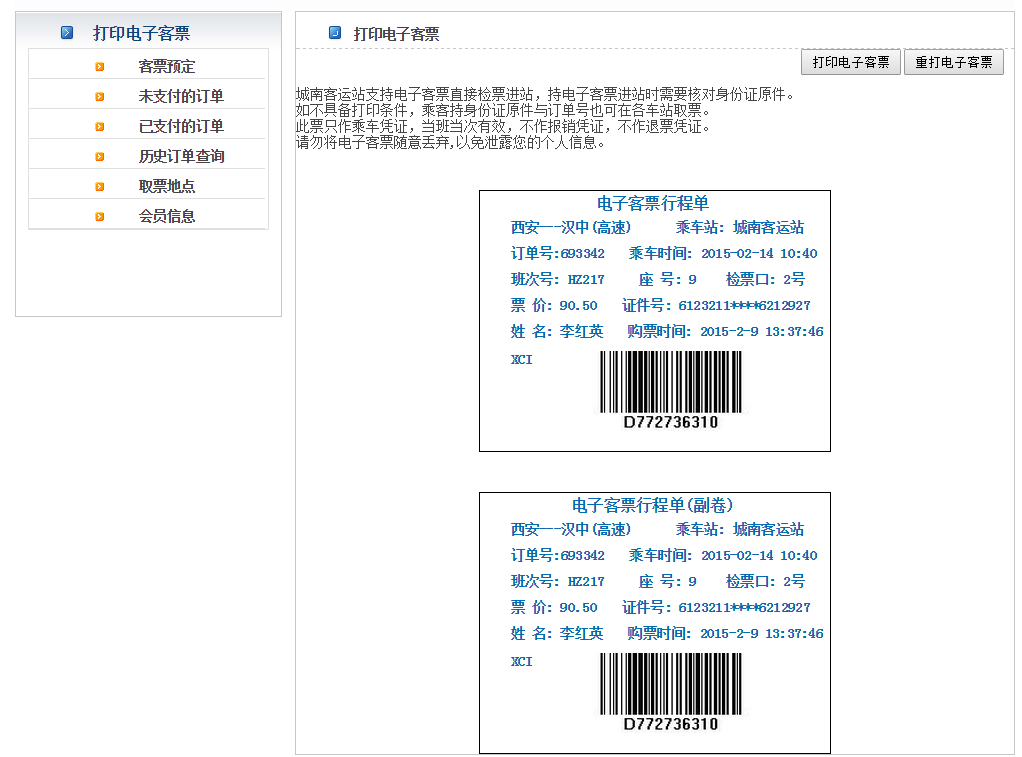 打印电子客票
客票预定
未支付的订单
已支付的订单
历史订单查询
取票地点
会员信息
打印电子客票
打印电子客票 重打电子客票
城南客运站支持电子客票直接检票进站，持电子客票进站时需要核对身份证原件。
如不具备打印条件，乘客持身份证原件与订单号也可在各车站取票。
此票只作乘车凭证，当班当次有效，不作报销凭证，不作退票凭证。
请勿将电子客票随意丢弃,以免泄露您的个人信息。
电子客票行程单
西安---汉中(高速) 乘车站: 城南客运站
订单号:693342 乘车时间: 2015-02-14 10:40
班次号: HZ217 座 号: 9 检票口: 2号
票 价: 90.50 证件号: 6123211****6212927
姓 名: 李红英 购票时间: 2015-2-9 13:37:46
XCI
D772736310
电子客票行程单(副卷)
西安---汉中(高速) 乘车站: 城南客运站
订单号:693342 乘车时间: 2015-02-14 10:40
班次号: HZ217 座 号: 9 检票口: 2号
票 价: 90.50 证件号: 6123211****6212927
姓 名: 李红英 购票时间: 2015-2-9 13:37:46
XCI
D772736310